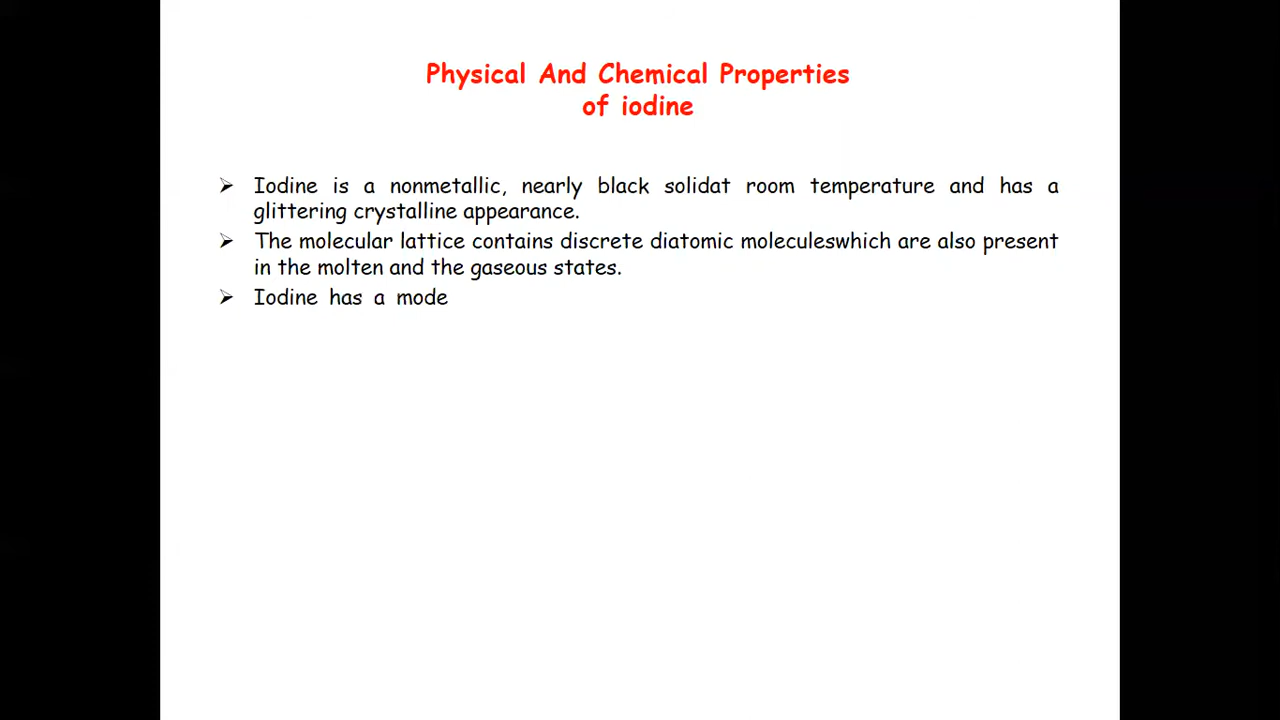 Physical And Chemical Properties
of iodine
➢ Iodine is a nonmetallic, nearly black solidat room temperature and has a
glittering crystalline appearance.
➢ The molecular lattice contains discrete diatomic moleculeswhich are also present
in the molten and the gaseous states.
➢ Iodine has a mode